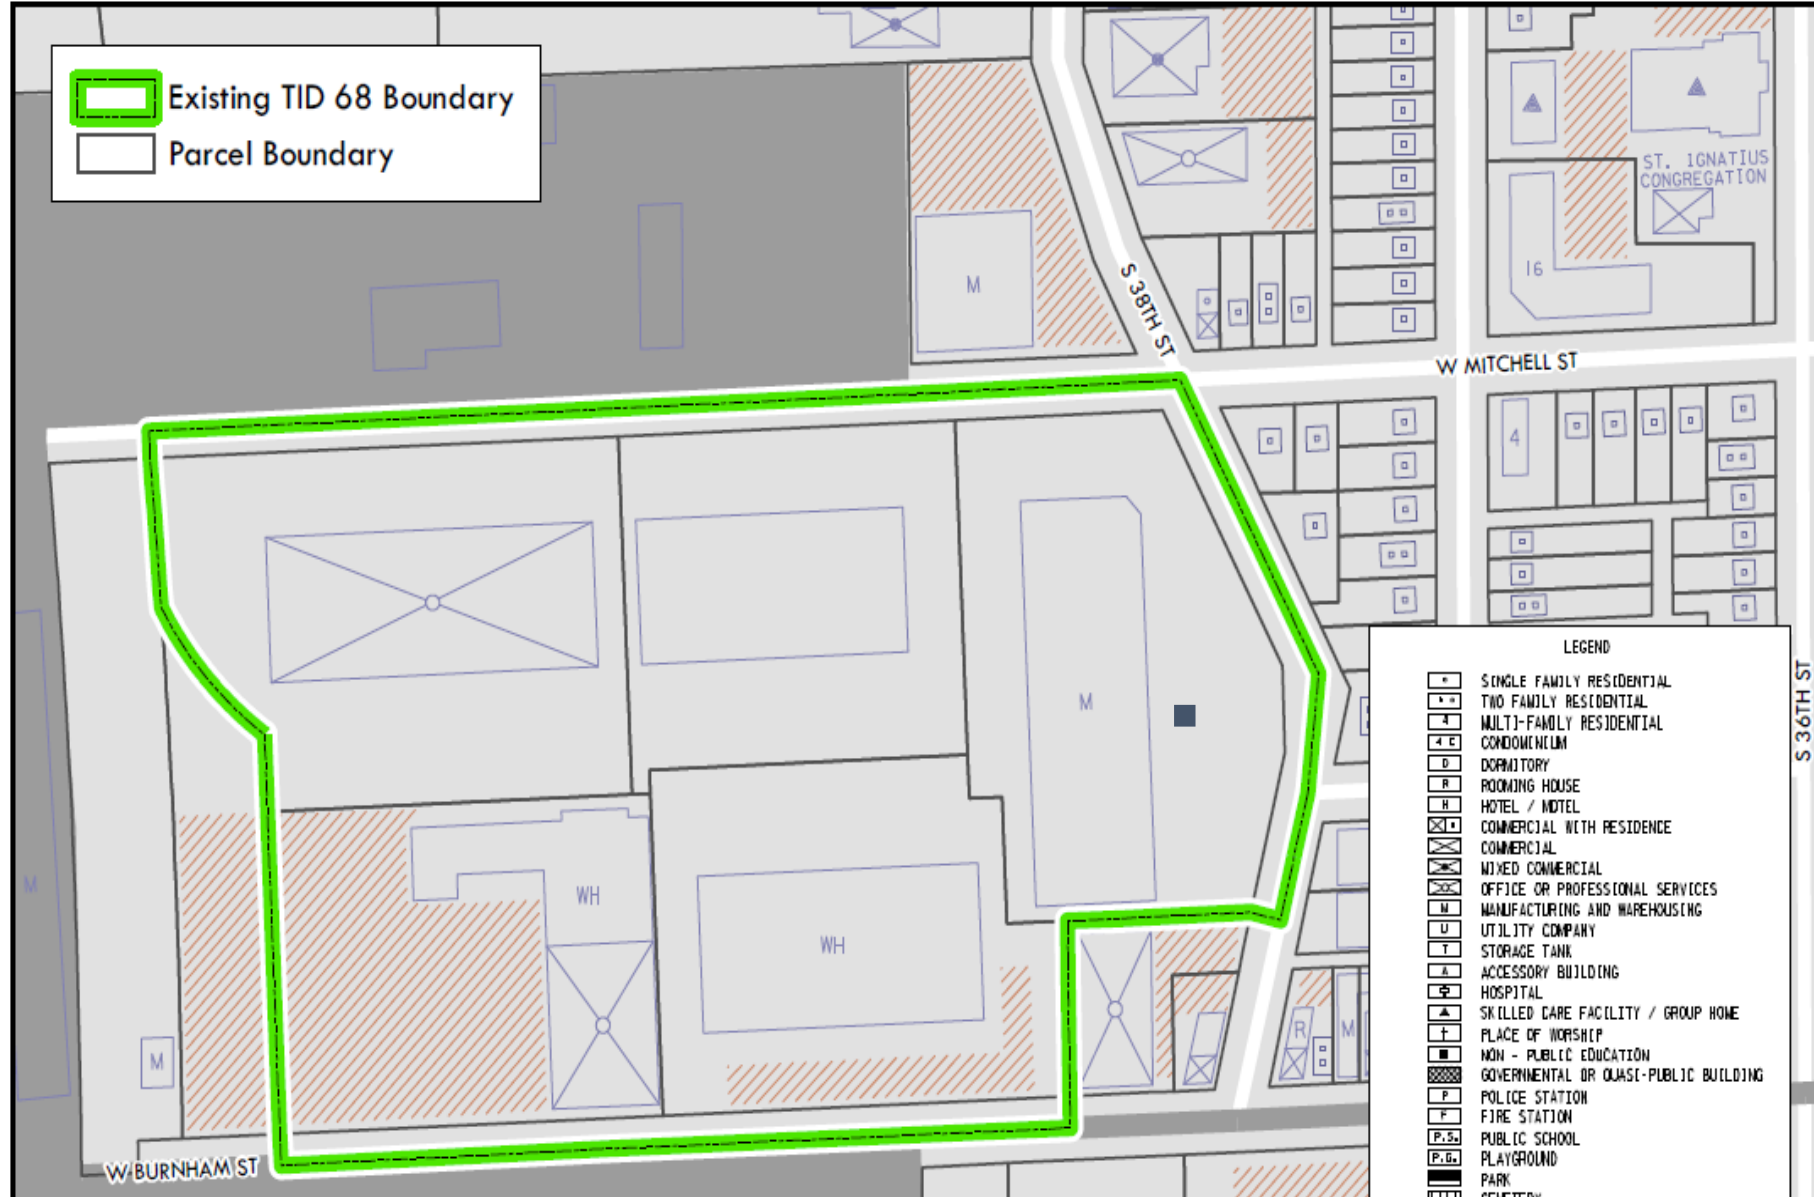 Existing TID 68 Boundary
Parcel Boundary
ST. IGNATIUS
CONGREGATION
16
M
S 38TH ST
W MITCHELL ST
4
M
M
WH
WH
M
R
M
S 36TH ST
W BURNHAM ST
LEGEND
SINGLE FAMILY RESIDENTIAL
TWO FAMILY RESIDENTIAL
4 MULTI-FAMILY RESIDENTIAL
4 C CONDOMINIUM
D DORMITORY
R ROOMING HOUSE
H HOTEL / MOTEL
COMMERCIAL WITH RESIDENCE
COMMERCIAL
MIXED COMMERCIAL
OFFICE OR PROFESSIONAL SERVICES
M MANUFACTURING AND WAREHOUSING
U UTILITY COMPANY
T STORAGE TANK
A ACCESSORY BUILDING
HOSPITAL
SKILLED CARE FACILITY / GROUP HOME
PLACE OF WORSHIP
NON - PUBLIC EDUCATION
GOVERNMENTAL OR QUASI-PUBLIC BUILDING
P POLICE STATION
F FIRE STATION
P.S. PUBLIC SCHOOL
P.G. PLAYGROUND
PARK